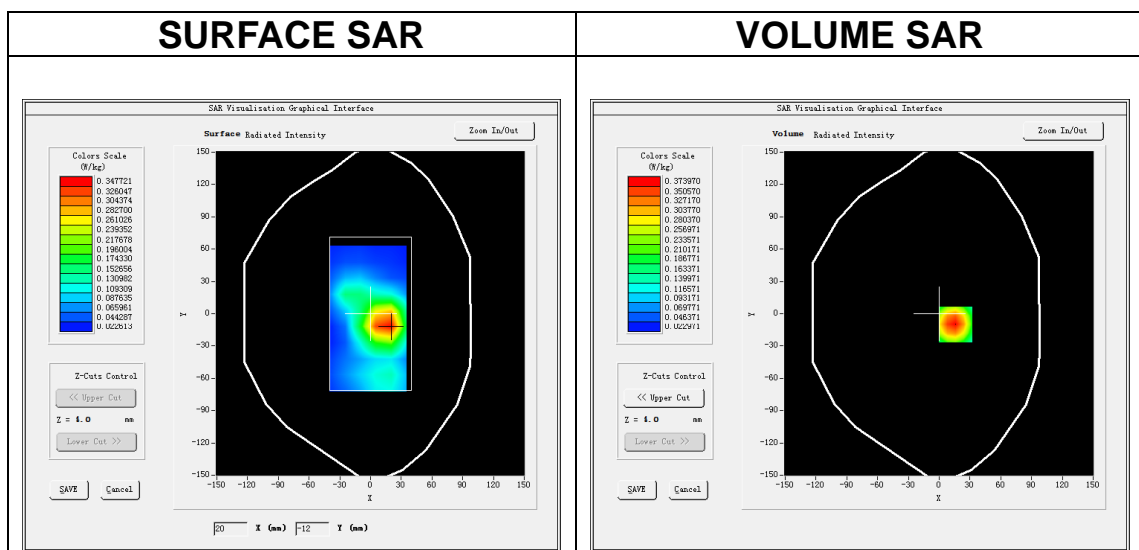 SURFACE SAR
VOLUME SAR
SAR Visualisation Graphical Interface
Surface Radiated Intensity
Zoom In/Out
Colors Scale
(W/kg)
0.347721
0.326047
0.304374
0.282700
0.261026
0.239352
0.217678
0.196004
0.174330
0.152656
0.130982
0.109309
0.087635
0.065961
0.044287
0.022613
150
120
90
60
30
0
-30
-60
-90
-120
-150
Y
-150 -120 -90 -60 -30 0 30 60 90 120 150
X
Z-Cuts Control
<< Upper Cut
Z = 4.0 mm
Lower Cut >>
SAVE Cancel
20 X (mm) -12 Y (mm)
SAR Visualisation Graphical Interface
Volume Radiated Intensity
Zoom In/Out
Colors Scale
(W/kg)
0.373970
0.350570
0.327170
0.303770
0.280370
0.256971
0.233571
0.210171
0.186771
0.163371
0.139971
0.116571
0.093171
0.069771
0.046371
0.022971
150
120
90
60
30
0
-30
-60
-90
-120
-150
Y
-150 -120 -90 -60 -30 0 30 60 90 120 150
X
Z-Cuts Control
<< Upper Cut
Z = 4.0 mm
Lower Cut >>
SAVE Cancel